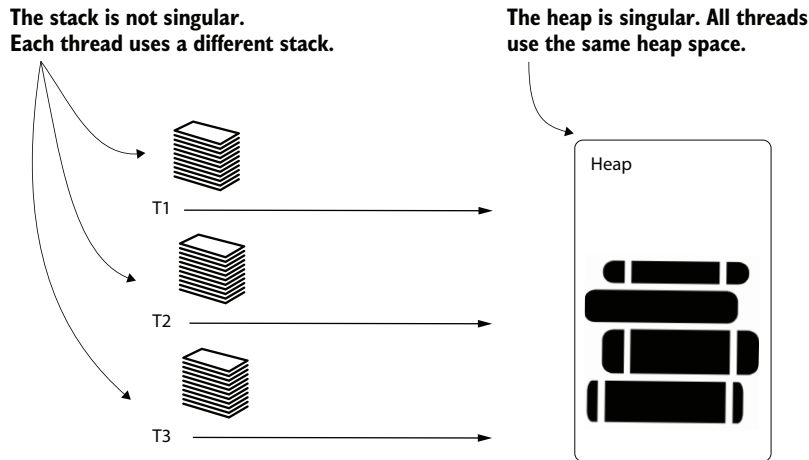 The stack is not singular.
Each thread uses a different stack.
The heap is singular. All threads
use the same heap space.
Heap
T1
T2
T3